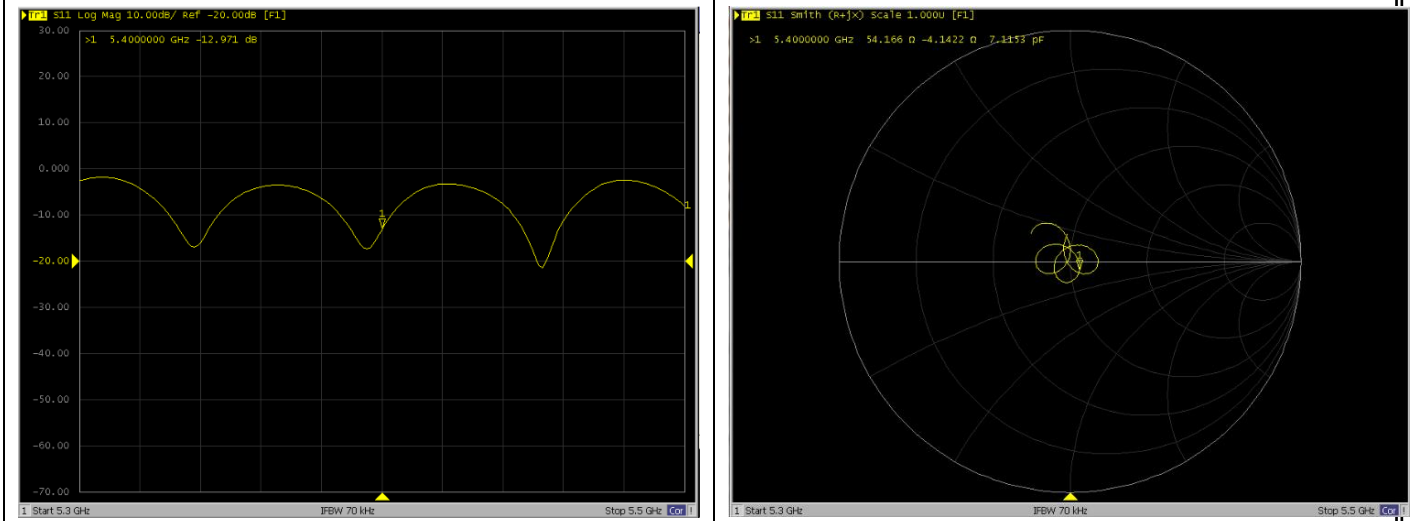 Tr1 S11 Log Mag 10.00dB/ Ref -20.00dB [F1]
30.00
>1 5.4000000 GHz -12.971 dB
20.00
10.00
0.000
-10.00
-20.00
-30.00
-40.00
-50.00
-60.00
-70.00
1
1
1 Start 5.3 GHz IFBW 70 kHz Stop 5.5 GHz Cor !
Tr1 S11 Smith (R+jX) Scale 1.000U [F1]
>1 5.4000000 GHz 54.166 Ω -4.1422 Ω 7.1153 pF
1
1 Start 5.3 GHz IFBW 70 kHz Stop 5.5 GHz Cor !